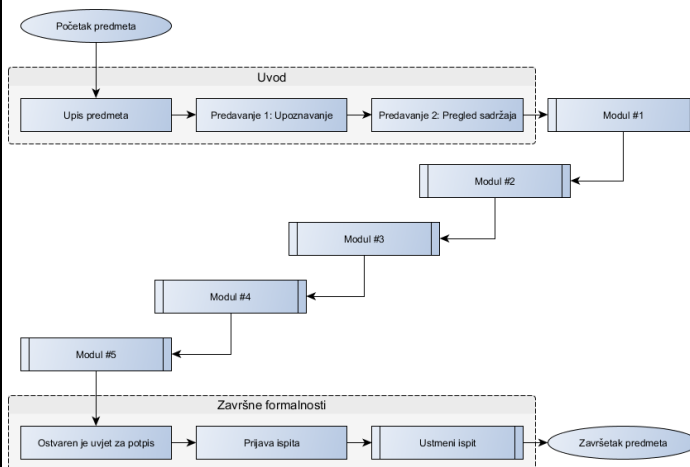 Početak predmeta
Uvod
Upis predmeta
Predavanje 1: Upoznavanje
Predavanje 2: Pregled sadržaja
Modul #1
Modul #2
Modul #3
Modul #4
Modul #5
Završne formalnosti
Ostvaren je uvjet za potpis
Prijava ispita
Ustmeni ispit
Završetak predmeta